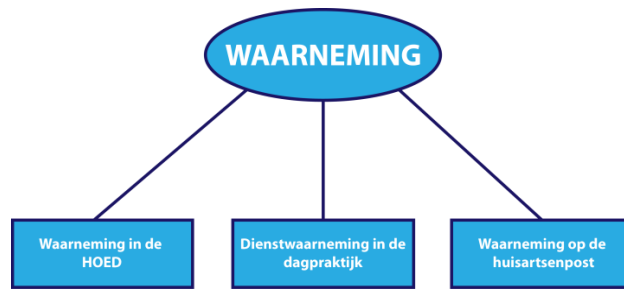 WAARNEMING
Waarneming in de
HOED
Dienstwaarneming in de
dagpraktijk
Waarneming op de
huisartsenpost